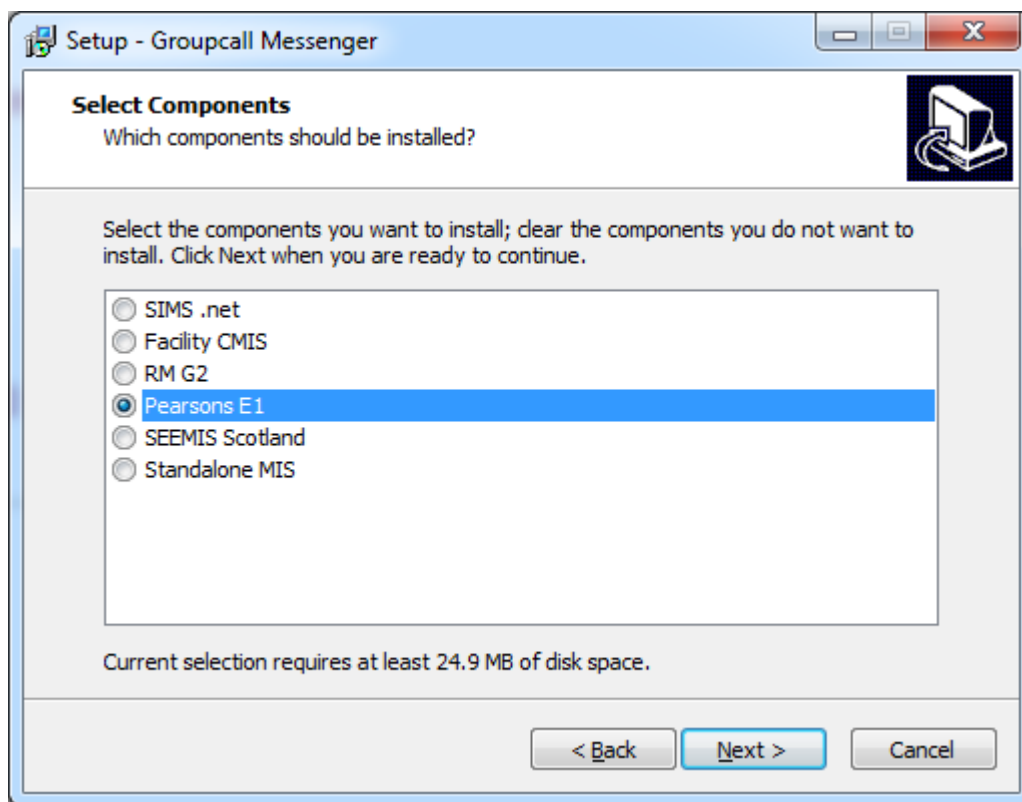 Setup - Groupcall Messenger
Select Components
Which components should be installed?
Select the components you want to install; clear the components you do not want to
install. Click Next when you are ready to continue.
SIMS .net
Facility CMIS
RM G2
Pearsons E1
SEEMIS Scotland
Standalone MIS
Current selection requires at least 24.9 MB of disk space.
< Back Next > Cancel